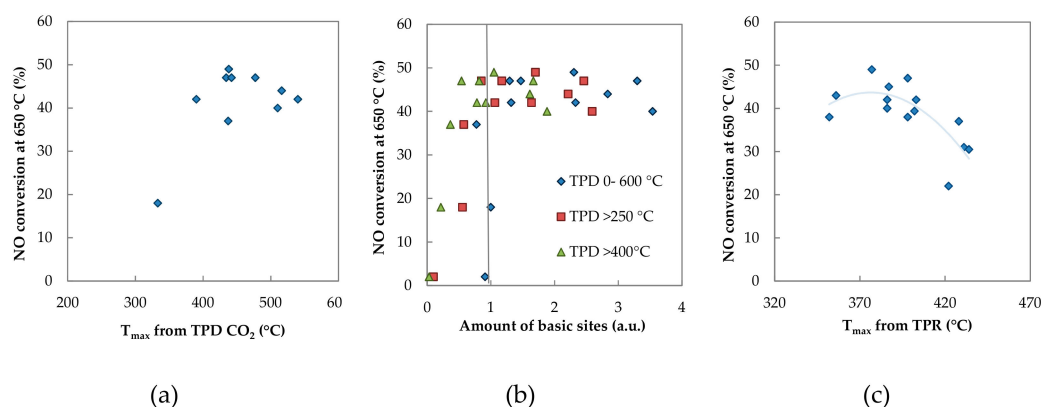 60
50
40
30
20
10
0
200
300
400
500
60
NO conversion at 650 °C (%)
T_max from TPD CO₂ (°C)
(a)
60
50
40
30
20
10
0
0
1
2
3
4
NO conversion at 650 °C (%)
TPD 0- 600 °C
TPD >250 °C
TPD >400°C
Amount of basic sites (a.u.)
(b)
60
50
40
30
20
10
0
320
370
420
470
NO conversion at 650 °C (%)
T_max from TPR (°C)
(c)